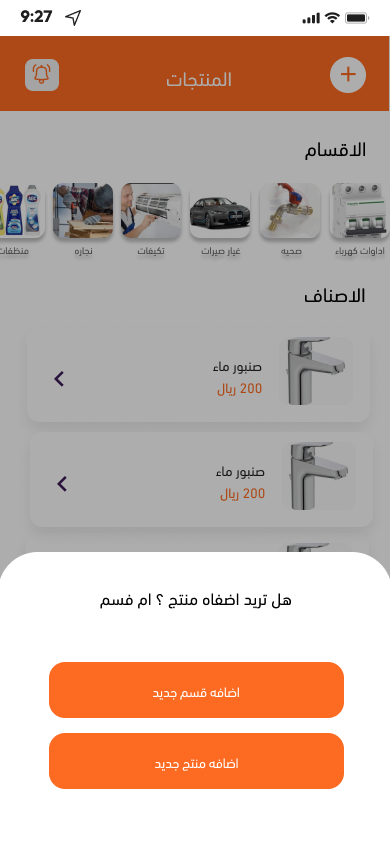 9:27
المنتجات
الاقسام
اداوات كهرباء
صحيه
غيار صيرات
تكيفات
نجاره
منظفات
الاصناف
صنبور ماء
200 ريال
صنبور ماء
200 ريال
هل تريد اضفاه منتج ؟ ام فسم
اضافه قسم جديد
اضافه منتج جديد